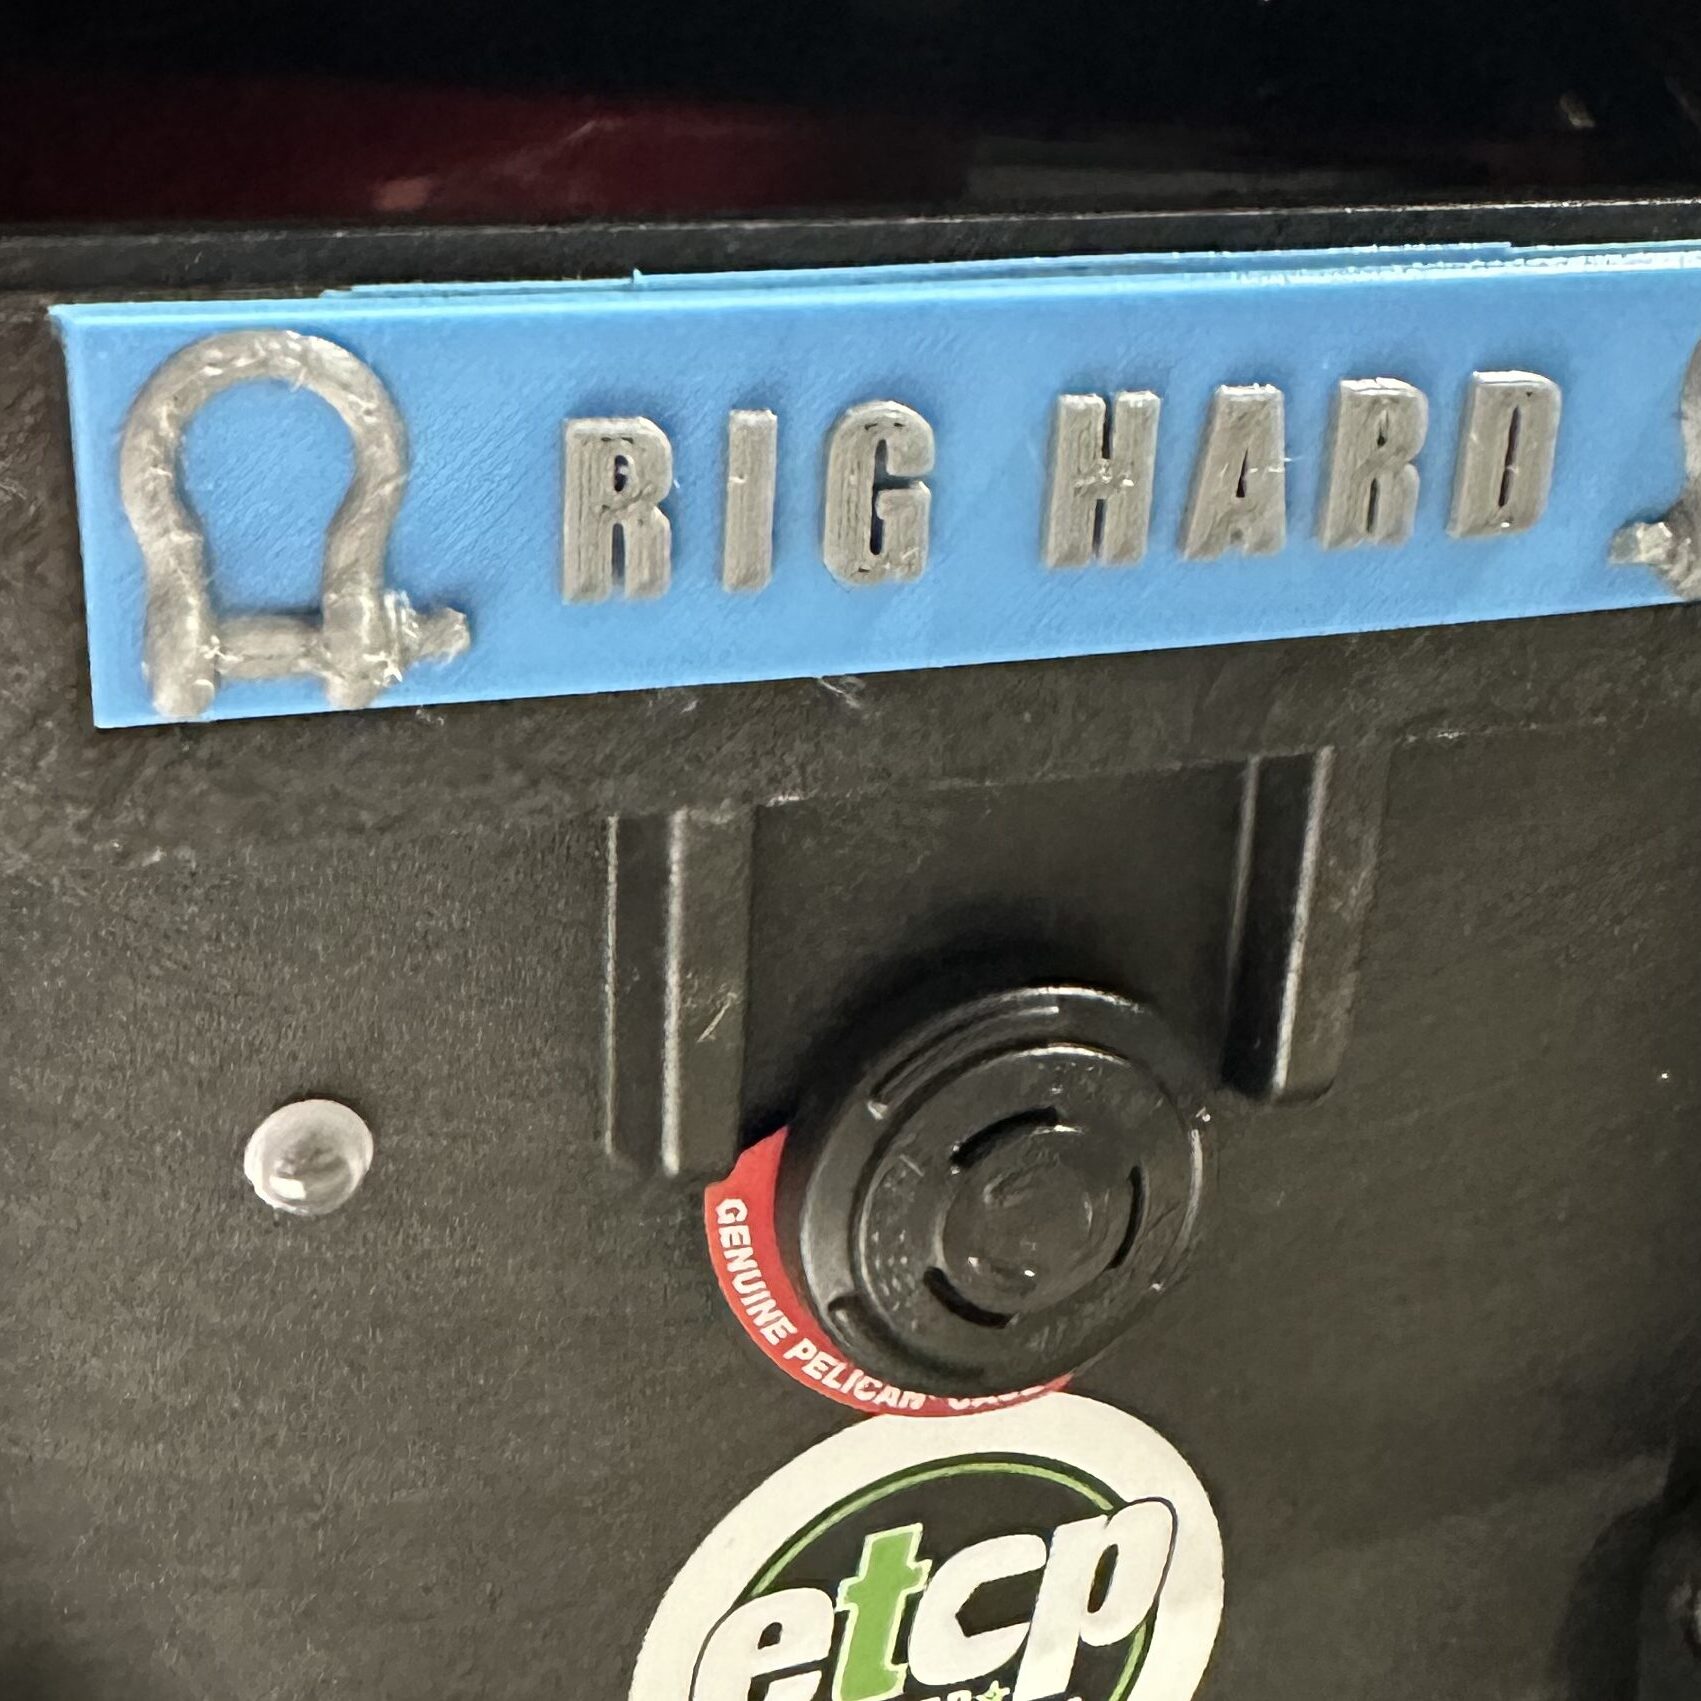 RIG HARD
GENUINE PELICAN
etcp